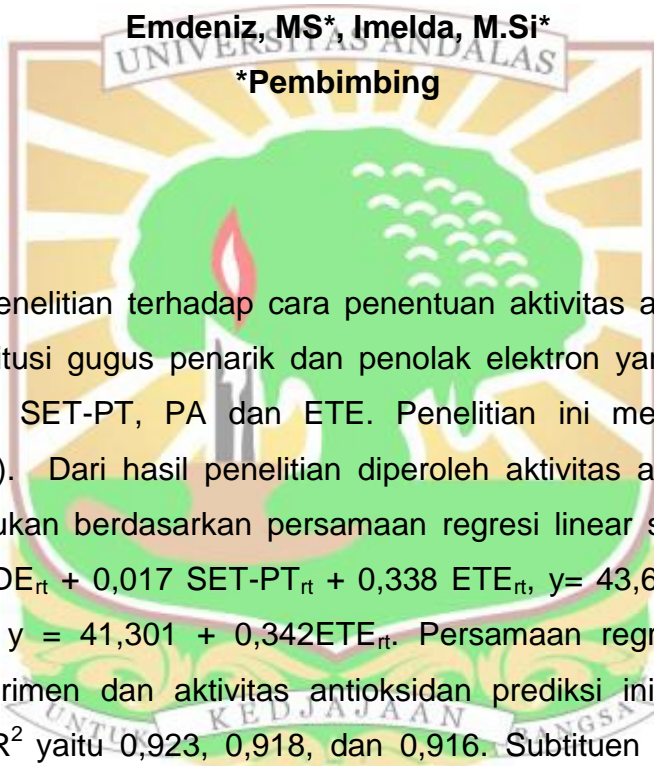 Emdeniz, MS*, Imelda, M.Si*
UNIVERSITAS ANDALAS
*Pembimbing
enelitian terhadap cara penentuan aktivitas a
itusi gugus penarik dan penolak elektron yan
SET-PT, PA dan ETE. Penelitian ini me
). Dari hasil penelitian diperoleh aktivitas a
ukan berdasarkan persamaan regresi linear s
DErt + 0,017 SET-PTrt + 0,338 ETErt, y= 43,6
y = 41,301 + 0,342ETErt. Persamaan regr
rimen dan aktivitas antioksidan prediksi ini
UNTUK KEDJAJAAN BANGSA
R² yaitu 0,923, 0,918, dan 0,916. Subtituen